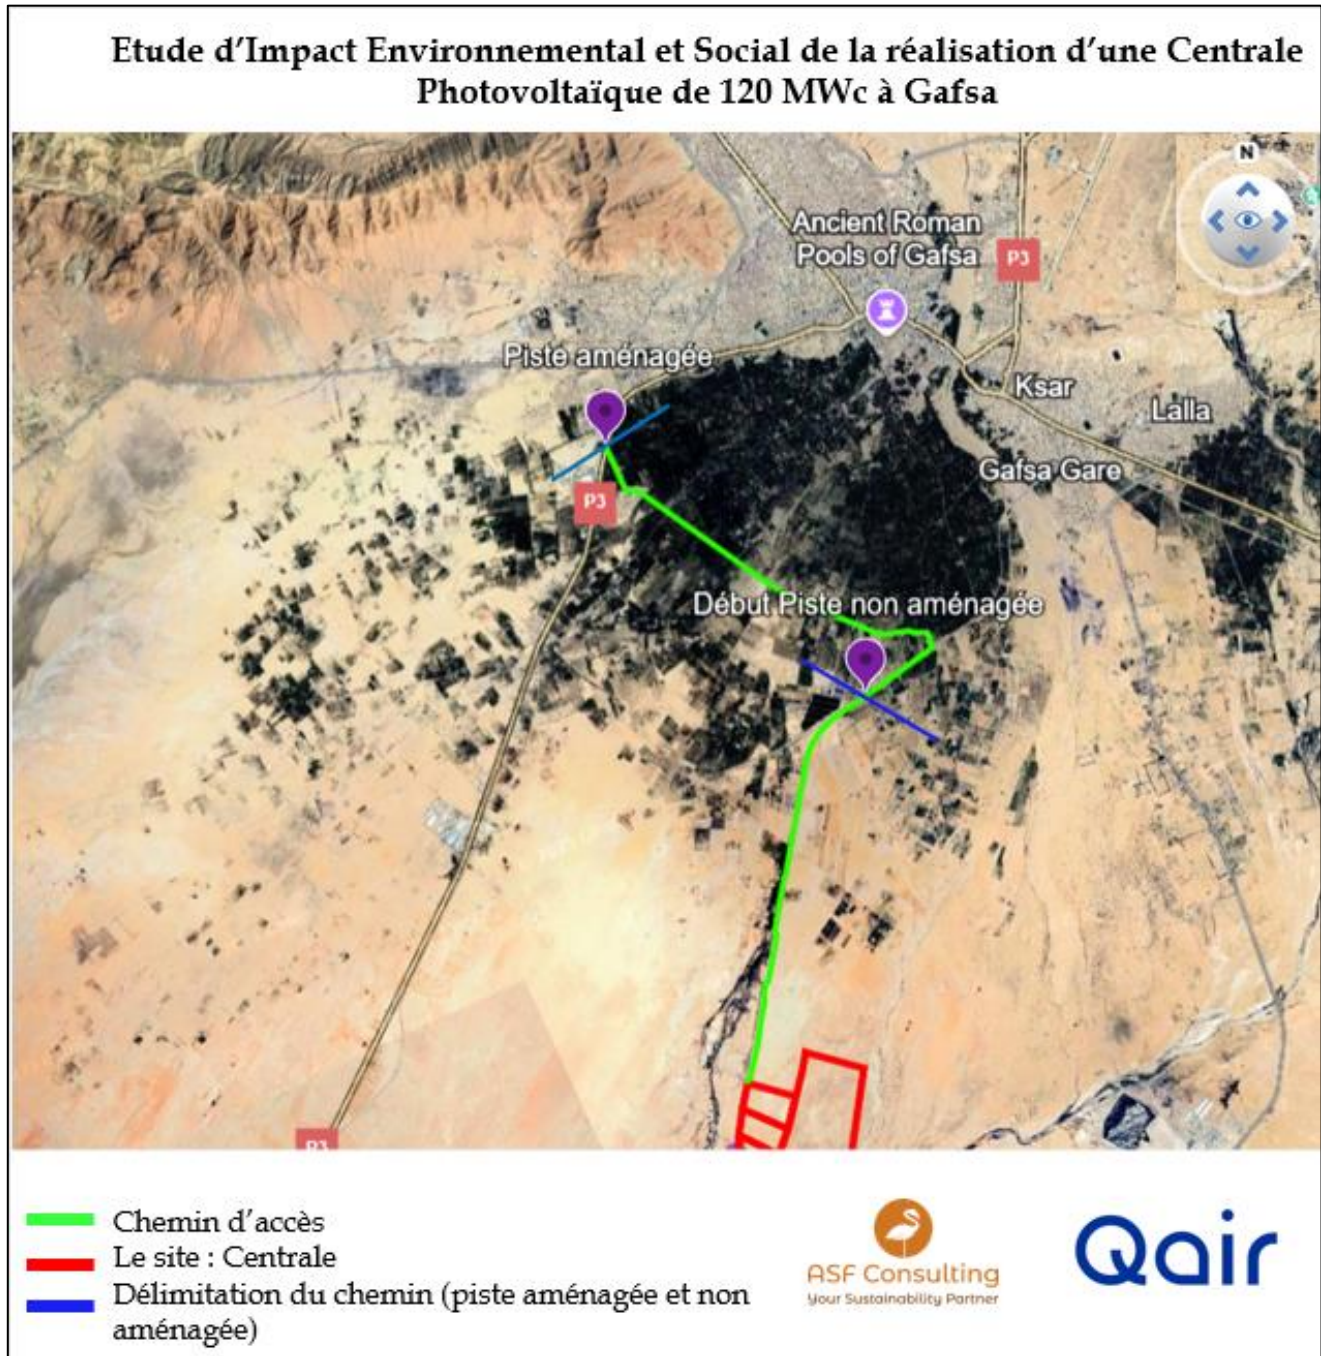 Etude d’Impact Environnemental et Social de la réalisation d’une Centrale
Photovoltaïque de 120 MWc à Gafsa
N
Ancient Roman
Pools of Gafsa
P3
Piste aménagée
Ksar
Lalla
Gafsa Gare
P3
Début Piste non aménagée
P3
Chemin d’accès
Le site : Centrale
Délimitation du chemin (piste aménagée et non
aménagée)
ASF Consulting
Your Sustainability Partner
Qair